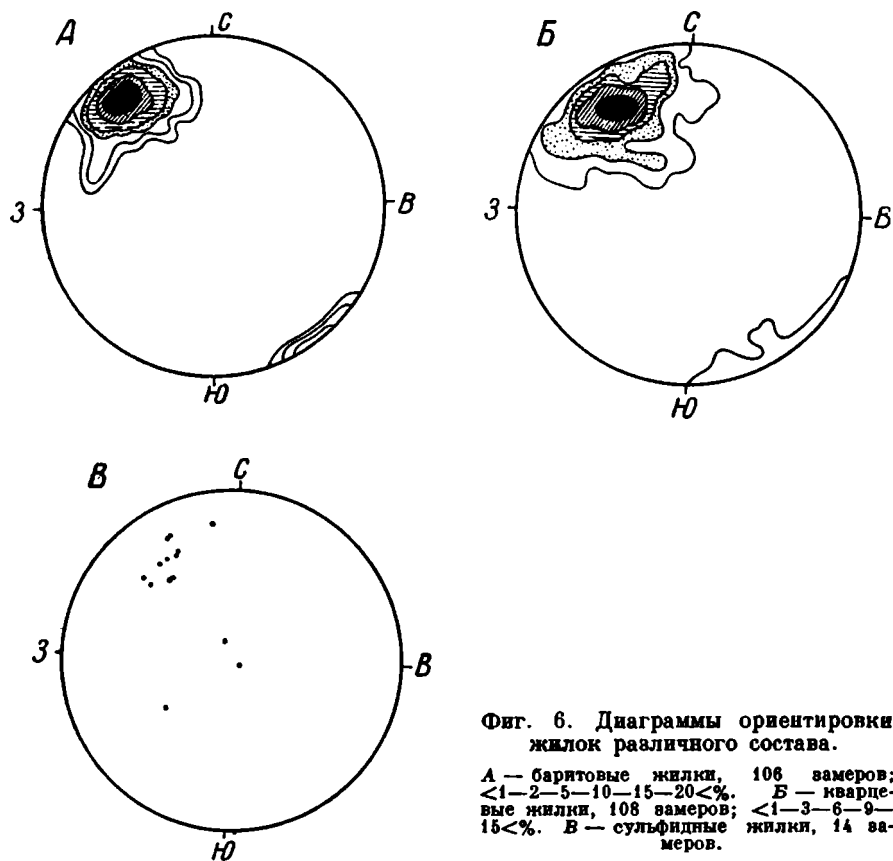 А
С
З
В
Ю
Б
С
З
В
Ю
В
С
З
В
Ю
Фиг. 6. Диаграммы ориентировки
жилок различного состава.
А — баритовые жилки, 106 замеров;
<1—2—5—10—15—20<%. Б — кварце-
вые жилки, 108 замеров; <1—3—6—9—
15<%. В — сульфидные жилки, 14 за-
меров.